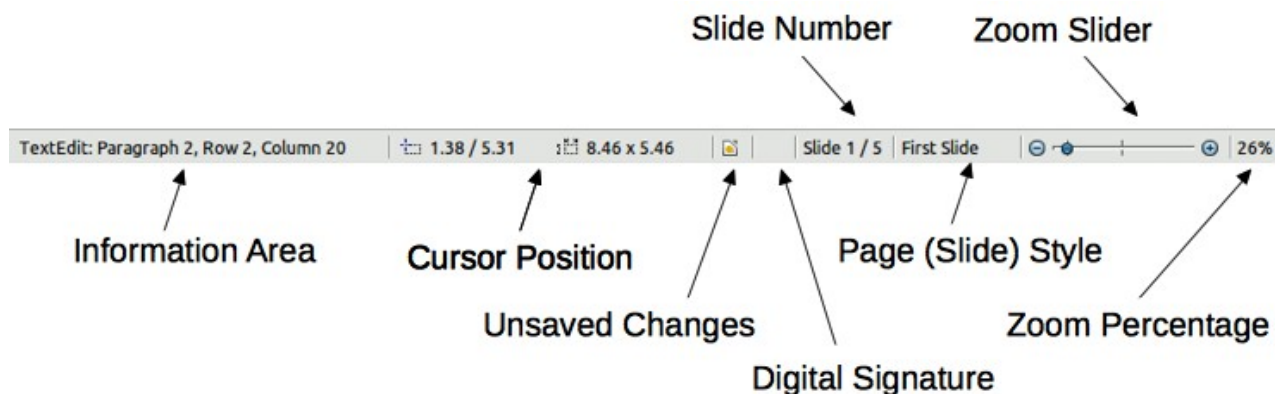 Slide Number
Zoom Slider
TextEdit: Paragraph 2, Row 2, Column 20
1.38 / 5.31
8.46 x 5.46
Slide 1 / 5
First Slide
26%
Information Area
Cursor Position
Page (Slide) Style
Unsaved Changes
Zoom Percentage
Digital Signature